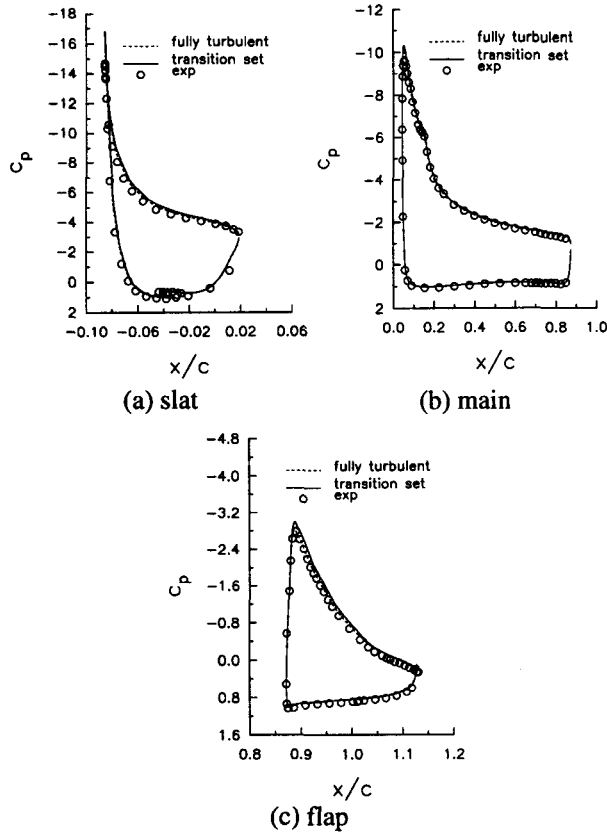 -18
-16
-14
-12
-10
-8
-6
-4
-2
0
2
Cp
fully turbulent
transition set
exp
-0.10 -0.06 -0.02 0.02 0.06
x/c
(a) slat
-12
-10
-8
-6
-4
-2
0
2
Cp
fully turbulent
transition set
exp
0.0 0.2 0.4 0.6 0.8 1.0
x/c
(b) main
-4.8
-4.0
-3.2
-2.4
-1.6
-0.8
0.0
0.8
1.6
Cp
fully turbulent
transition set
exp
0.8 0.9 1.0 1.1 1.2
x/c
(c) flap